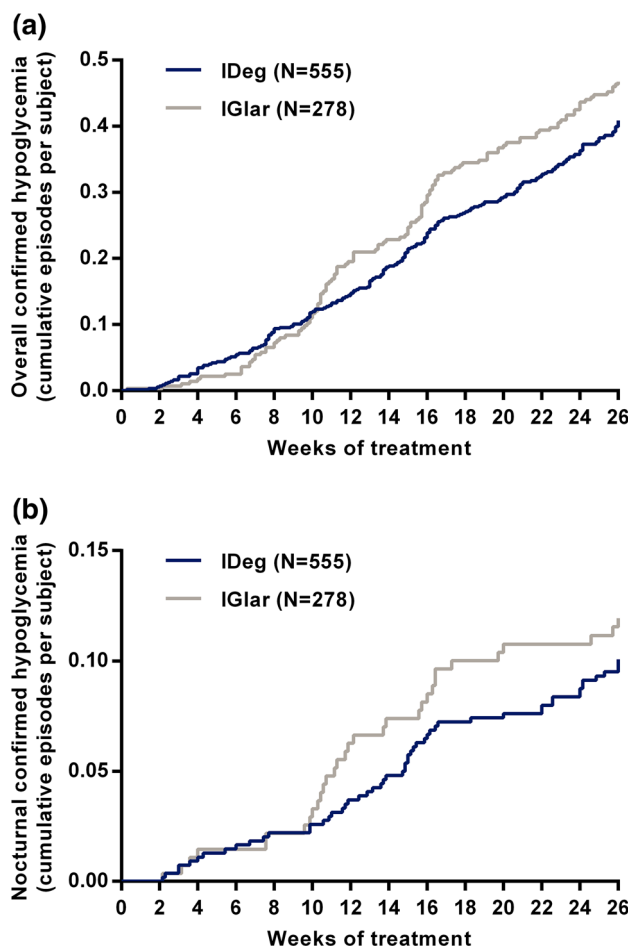 (a)
Overall confirmed hypoglycemia
(cumulative episodes per subject)
0.5
0.4
0.3
0.2
0.1
0.0
IDeg (N=555)
IGlar (N=278)
0 2 4 6 8 10 12 14 16 18 20 22 24 26
Weeks of treatment
(b)
Nocturnal confirmed hypoglycemia
(cumulative episodes per subject)
0.15
0.10
0.05
0.00
IDeg (N=555)
IGlar (N=278)
0 2 4 6 8 10 12 14 16 18 20 22 24 26
Weeks of treatment